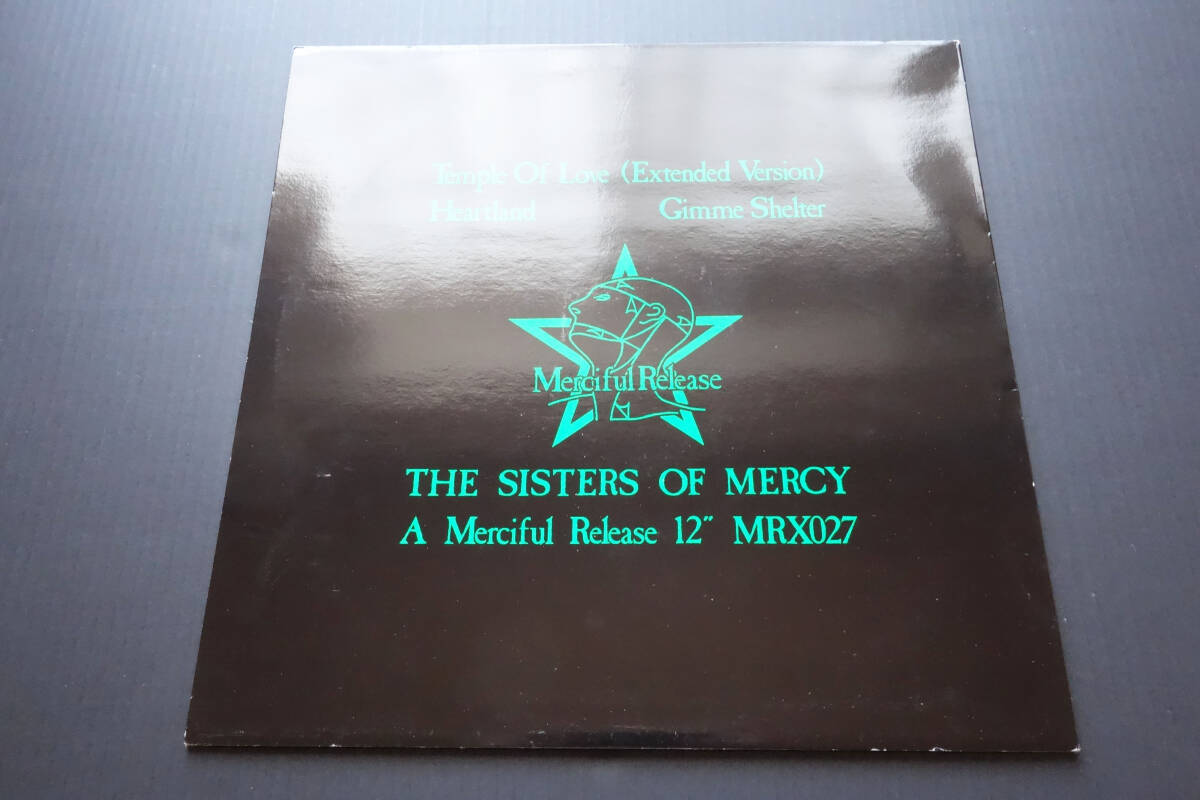 Temple Of Love (Extended Version)
Heartland Gimme Shelter
Merciful Release
THE SISTERS OF MERCY
A Merciful Release 12" MRX027